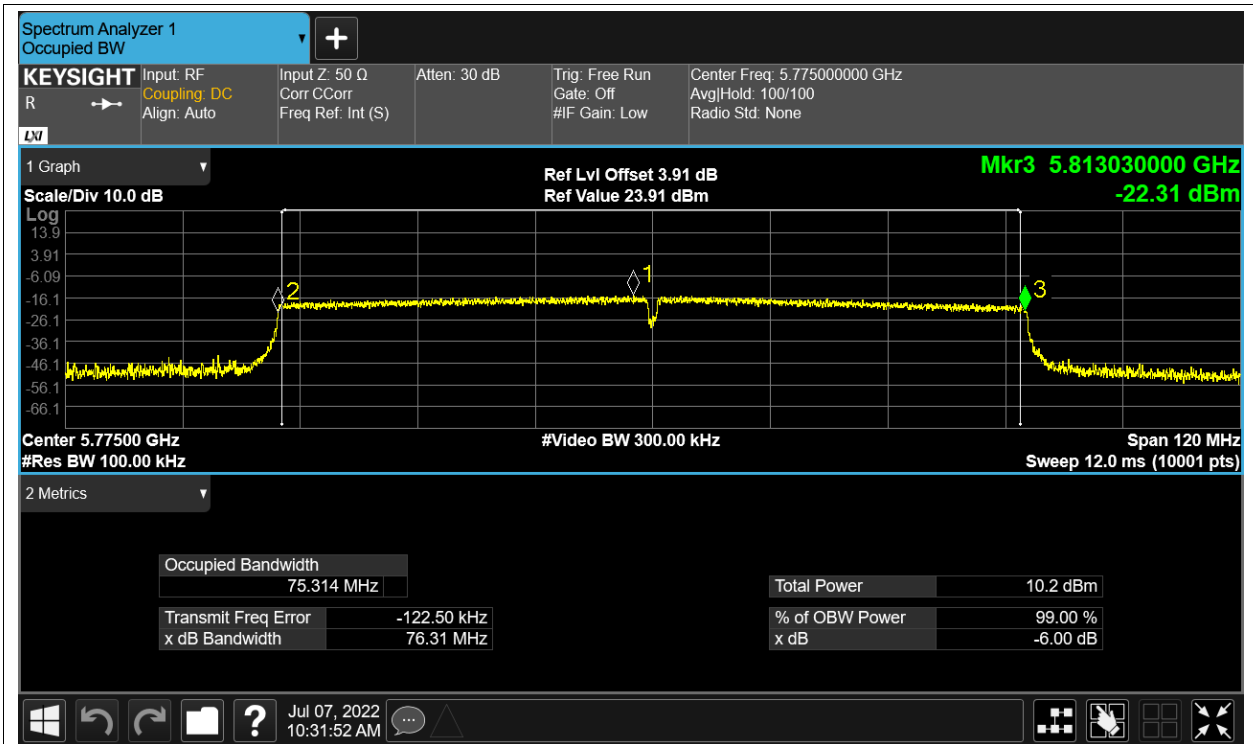 Spectrum Analyzer 1
Occupied BW
KEYSIGHT
R
LXI
Input: RF
Coupling: DC
Align: Auto
Input Z: 50 Ω
Corr CCorr
Freq Ref: Int (S)
Atten: 30 dB
Trig: Free Run
Gate: Off
#IF Gain: Low
Center Freq: 5.775000000 GHz
Avg|Hold: 100/100
Radio Std: None
1 Graph
Scale/Div 10.0 dB
Ref Lvl Offset 3.91 dB
Ref Value 23.91 dBm
Mkr3 5.813030000 GHz
-22.31 dBm
Log
13.9
3.91
-6.09
-16.1
-26.1
-36.1
-46.1
-56.1
-66.1
2
1
3
Center 5.77500 GHz
#Video BW 300.00 kHz
Span 120 MHz
#Res BW 100.00 kHz
Sweep 12.0 ms (10001 pts)
2 Metrics
Occupied Bandwidth
75.314 MHz
Total Power 10.2 dBm
Transmit Freq Error -122.50 kHz
% of OBW Power 99.00 %
x dB Bandwidth 76.31 MHz
x dB -6.00 dB
?
Jul 07, 2022
10:31:52 AM